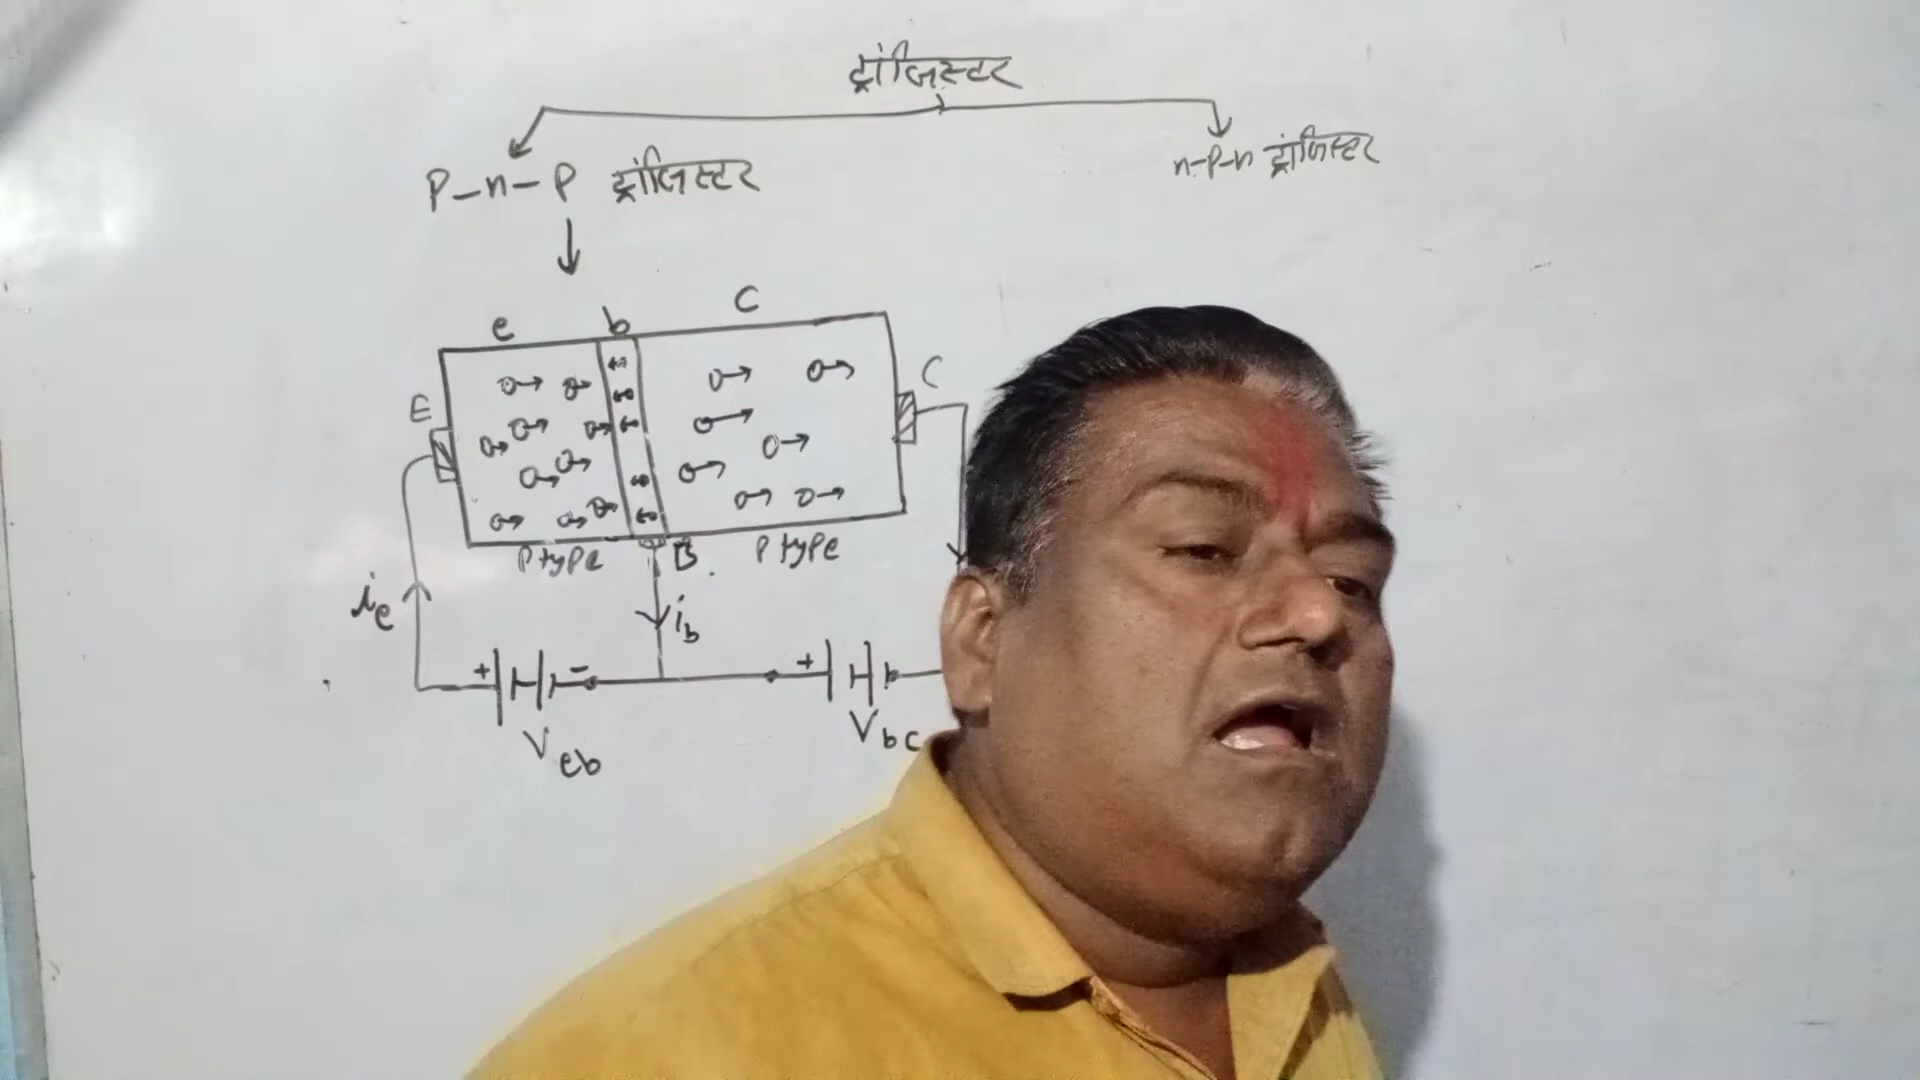 ट्रांजिस्टर
P-n-P ट्रांजिस्टर
n-p-n ट्रांजिस्टर
e b C
E
C
P type B P type
ie
ib
+ - +
Veb
Vbc